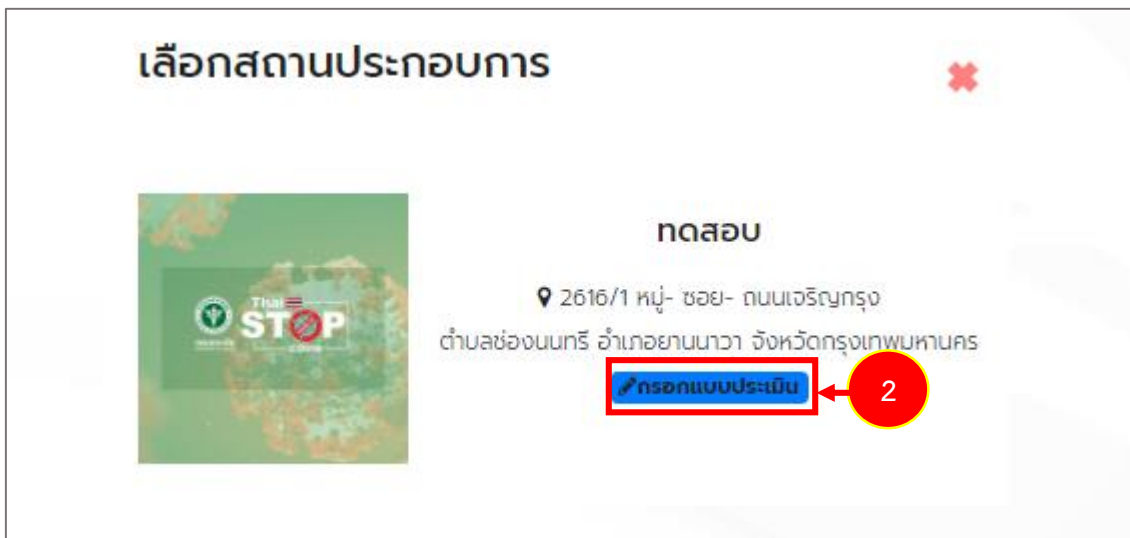 เลือกสถานประกอบการ
ทดสอบ
2616/1 หมู่- ซอย- ถนนเจริญกรุง
ตำบลช่องนนทรี อำเภอยานนาวา จังหวัดกรุงเทพมหานคร
กรอกแบบประเมิน
2
Thai
STOP